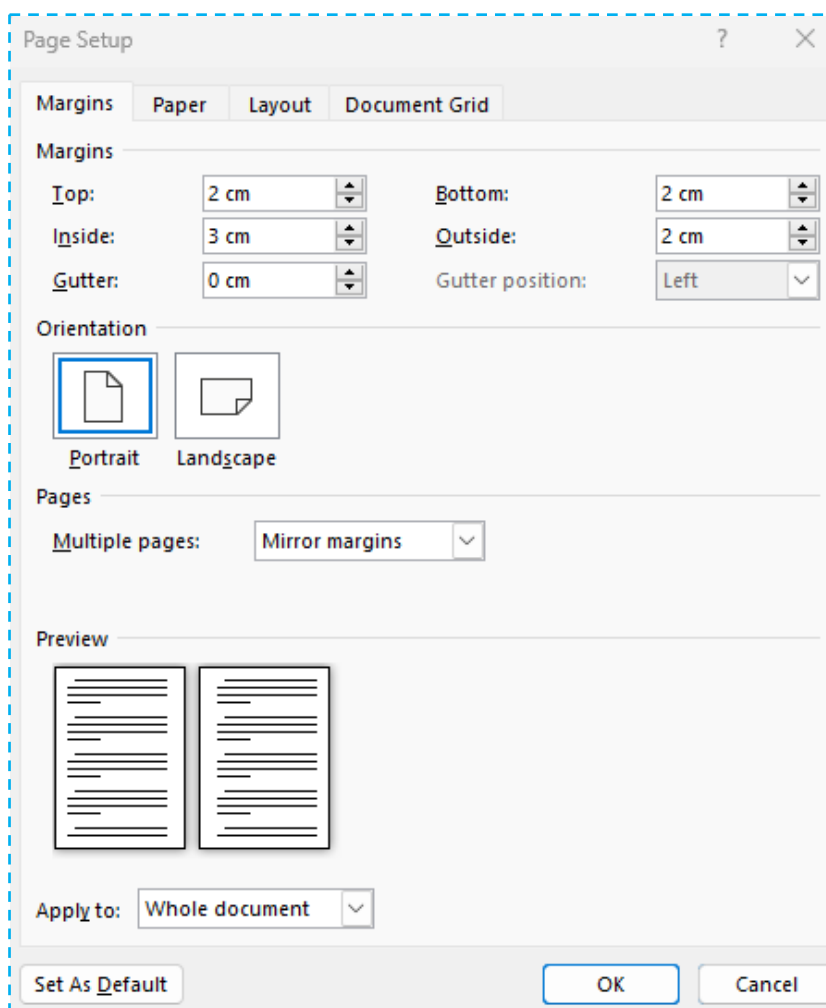 Page Setup ? ×
Margins Paper Layout Document Grid
Margins
Top: 2 cm Bottom: 2 cm
Inside: 3 cm Outside: 2 cm
Gutter: 0 cm Gutter position: Left
Orientation
Portrait Landscape
Pages
Multiple pages: Mirror margins
Preview
Apply to: Whole document
Set As Default OK Cancel